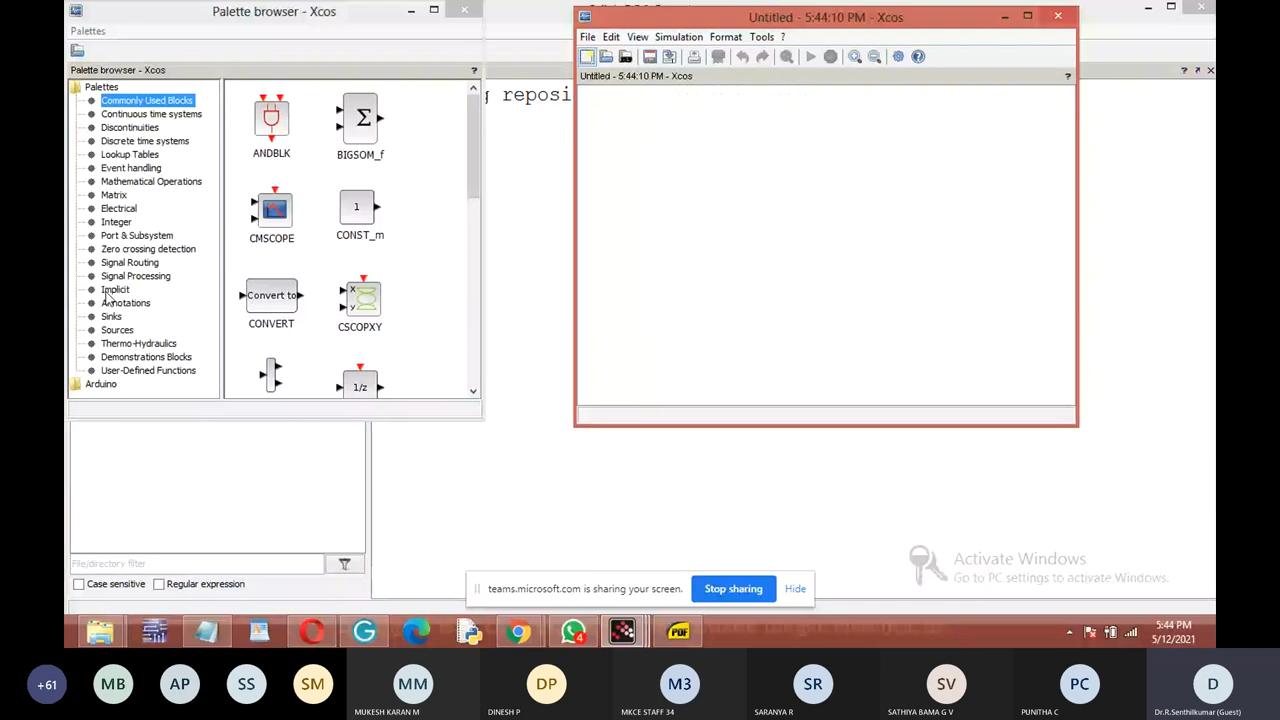 Palette browser - Xcos
Palettes
Palette browser - Xcos
?
Palettes
Commonly Used Blocks
Continuous time systems
Discontinuities
Discrete time systems
Lookup Tables
Event handling
Mathematical Operations
Matrix
Electrical
Integer
Port & Subsystem
Zero crossing detection
Signal Routing
Signal Processing
Implicit
Annotations
Sinks
Sources
Thermo-Hydraulics
Demonstrations Blocks
User-Defined Functions
Arduino
ANDBLK
Σ
BIGSOM_f
CMSCOPE
1
CONST_m
Convert to
CONVERT
x
y
CSCOPXY
1/z
Untitled - 5:44:10 PM - Xcos
File Edit View Simulation Format Tools ?
Untitled - 5:44:10 PM - Xcos
?
g reposi
? ↗ ×
File/directory filter
Case sensitive
Regular expression
Activate Windows
Go to PC settings to activate Windows.
teams.microsoft.com is sharing your screen.
Stop sharing
Hide
4
PDF
5:44 PM
5/12/2021
+61
MB
AP
SS
SM
MM
MUKESH KARAN M
DP
DINESH P
M3
MKCE STAFF 34
SR
SARANYA R
SV
SATHIYA BAMA G V
PC
PUNITHA C
D
Dr.R.Senthilkumar (Guest)